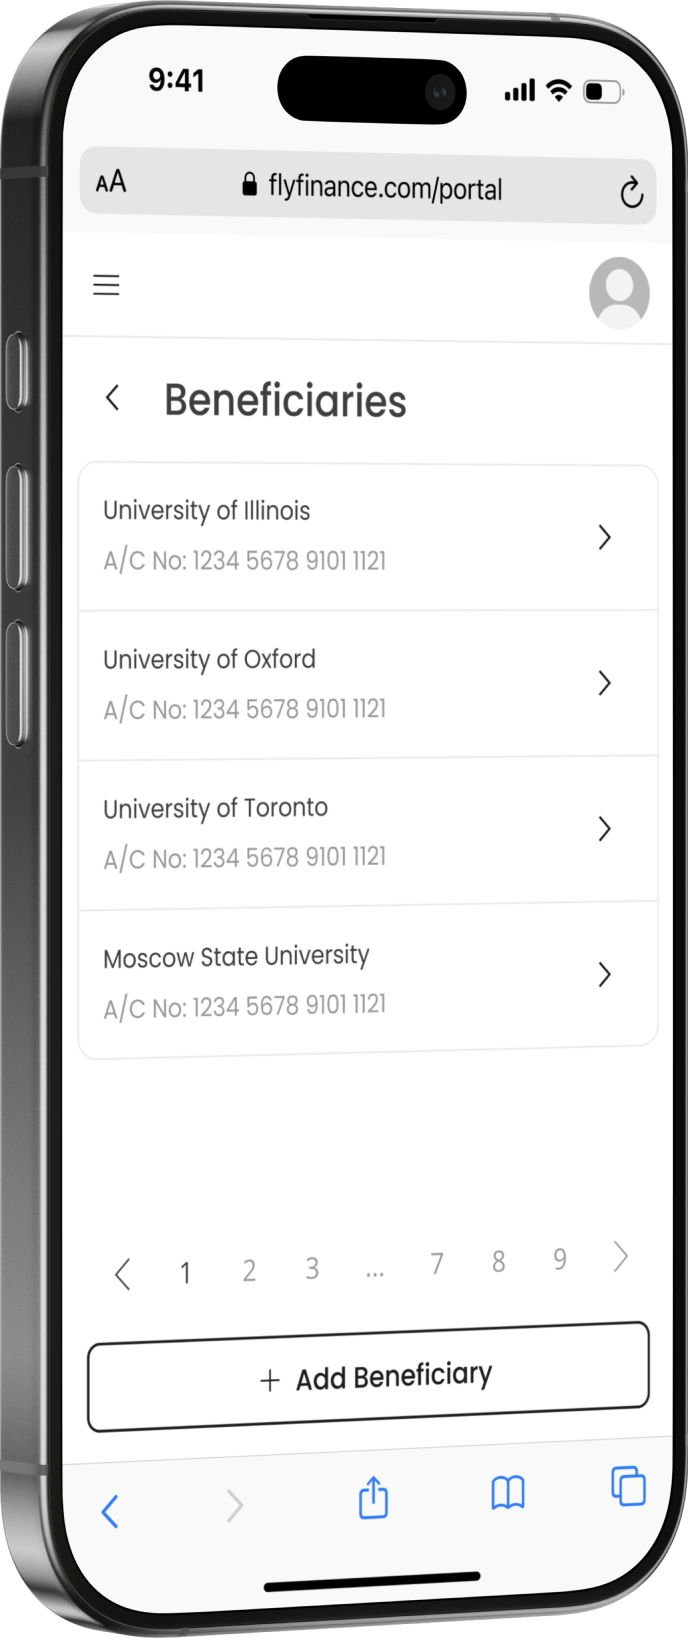 9:41
AA
flyfinance.com/portal
Beneficiaries
University of Illinois
A/C No: 1234 5678 9101 1121
University of Oxford
A/C No: 1234 5678 9101 1121
University of Toronto
A/C No: 1234 5678 9101 1121
Moscow State University
A/C No: 1234 5678 9101 1121
1 2 3 ... 7 8 9
+ Add Beneficiary